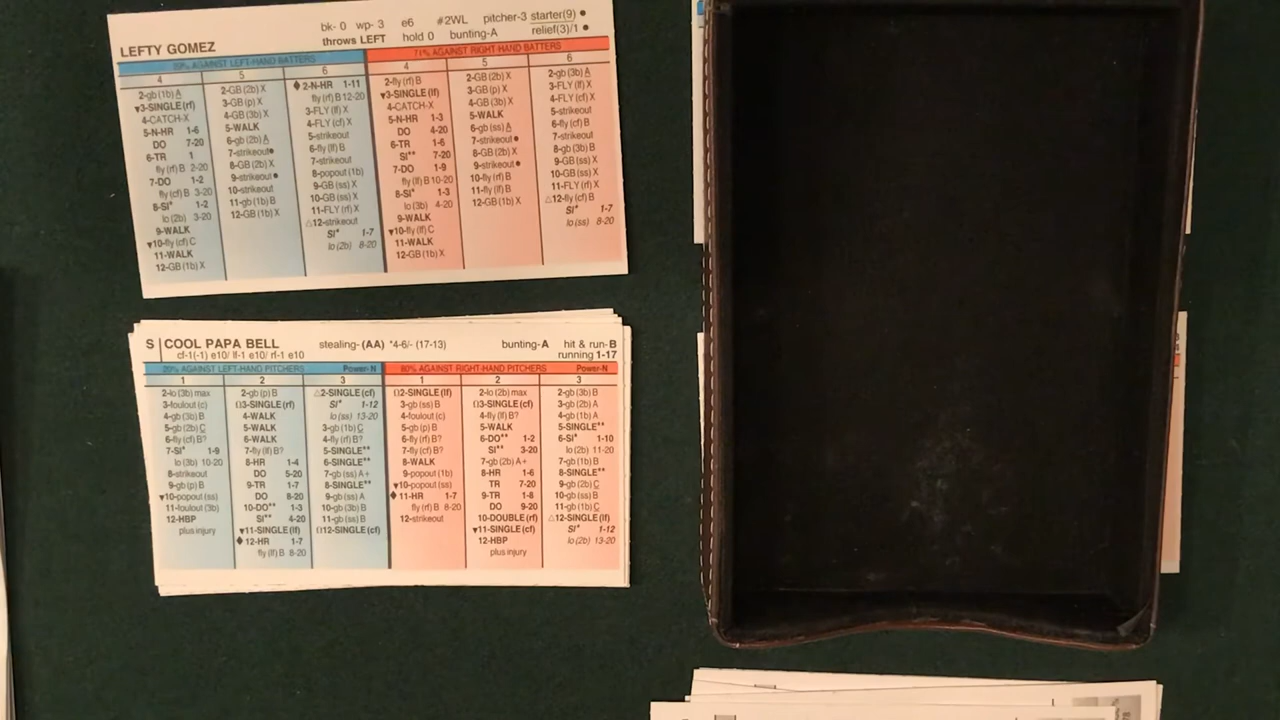 bk- 0 wp- 3 e6 #2WL pitcher-3 starter(9) ●
LEFTY GOMEZ throws LEFT hold 0 bunting-A relief(3)/1 ●
AGAINST LEFT-HAND BATTERS
4
2-gb (1b) A
▼3-SINGLE (rf)
4-CATCH-X
5-N-HR 1-6
DO 7-20
6-TR 1
fly (rf) B 2-20
7-DO 1-2
fly (cf) B 3-20
8-SI* 1-2
lo (2b) 3-20
9-WALK
▼10-fly (cf) C
11-WALK
12-GB (1b) X
5
2-GB (2b) X
3-GB (p) X
4-GB (3b) X
5-WALK
6-gb (2b) A
7-strikeout●
8-GB (2b) X
9-strikeout ●
10-strikeout
11-gb (1b) B
12-GB (1b) X
6
♦2-N-HR 1-11
fly (rf) B 12-20
3-FLY (lf) X
4-FLY (cf) X
5-strikeout
6-fly (lf) B
7-strikeout
8-popout (1b)
9-GB (ss) X
10-GB (ss) X
11-FLY (rf) X
△12-strikeout
SI* 1-7
lo (2b) 8-20
71% AGAINST RIGHT-HAND BATTERS
4
2-fly (rf) B
▼3-SINGLE (lf)
4-CATCH-X
5-N-HR 1-3
DO 4-20
6-TR 1-6
SI** 7-20
7-DO 1-9
fly (lf) B 10-20
8-SI* 1-3
lo (3b) 4-20
9-WALK
▼10-fly (lf) C
11-WALK
12-GB (1b) X
5
2-GB (2b) X
3-GB (p) X
4-GB (3b) X
5-WALK
6-gb (ss) A
7-strikeout ●
8-GB (2b) X
9-strikeout ●
10-fly (rf) B
11-fly (lf) B
12-GB (1b) X
6
2-gb (3b) A
3-FLY (lf) X
4-FLY (cf) X
5-strikeout
6-fly (cf) B
7-strikeout
8-gb (3b) B
9-GB (ss) X
10-GB (ss) X
11-FLY (rf) X
△12-fly (cf) B
SI* 1-7
lo (ss) 8-20
S COOL PAPA BELL stealing- (AA) *4-6/- (17-13) bunting-A hit & run-B
cf-1(-1) e10/ lf-1 e10/ rf-1 e10 running 1-17
20% AGAINST LEFT-HAND PITCHERS Power- N
1
2-lo (3b) max
3-foulout (c)
4-gb (3b) B
5-gb (2b) C
6-fly (cf) B?
7-SI* 1-9
lo (3b) 10-20
8-strikeout
9-gb (p) B
▼10-popout (ss)
11-foulout (3b)
12-HBP
plus injury
2
2-gb (p) B
Ω3-SINGLE (rf)
4-WALK
5-WALK
6-WALK
7-fly (lf) B?
8-HR 1-4
DO 5-20
9-TR 1-7
DO 8-20
10-DO** 1-3
SI** 4-20
▼11-SINGLE (lf)
♦12-HR 1-7
fly (lf) B 8-20
3
△2-SINGLE (cf)
SI* 1-12
lo (ss) 13-20
3-gb (1b) C
4-fly (rf) B?
5-SINGLE**
6-SINGLE**
7-gb (ss) A+
8-SINGLE**
9-gb (ss) A
10-gb (3b) B
11-gb (ss) B
Ω12-SINGLE (cf)
80% AGAINST RIGHT-HAND PITCHERS Power-N
1
Ω2-SINGLE (lf)
3-gb (ss) B
4-foulout (c)
5-gb (p) B
6-fly (rf) B?
7-fly (cf) B?
8-WALK
9-popout (1b)
▼10-popout (ss)
♦11-HR 1-7
fly (rf) B 8-20
12-strikeout
2
2-lo (2b) max
Ω3-SINGLE (cf)
4-fly (lf) B?
5-WALK
6-DO** 1-2
SI** 3-20
7-gb (2b) A+
8-HR 1-6
TR 7-20
9-TR 1-8
DO 9-20
10-DOUBLE (rf)
▼11-SINGLE (cf)
12-HBP
plus injury
3
2-gb (3b) B
3-gb (2b) A
4-gb (1b) A
5-SINGLE**
6-SI* 1-10
lo (2b) 11-20
7-gb (1b) B
8-SINGLE**
9-gb (2b) C
10-gb (ss) B
11-gb (1b) C
△12-SINGLE (lf)
SI* 1-12
lo (2b) 13-20